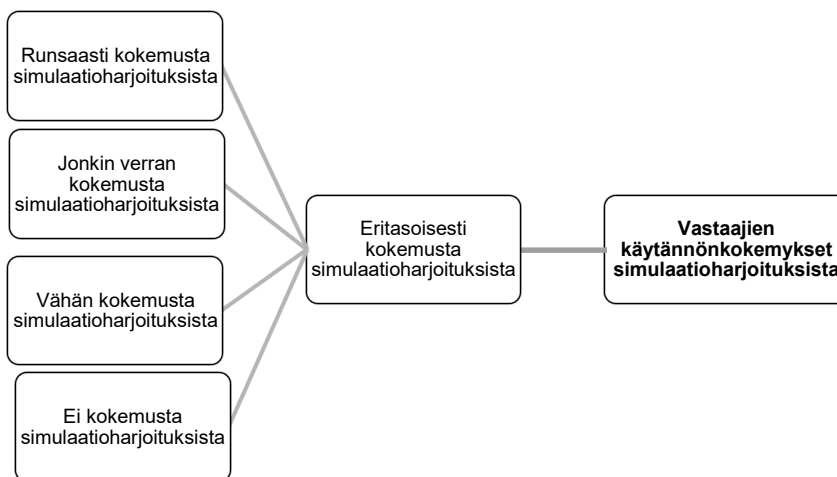 Runsaasti kokemusta
simulaatioharjoituksista
Jonkin verran
kokemusta
simulaatioharjoituksista
Vähän kokemusta
simulaatioharjoituksista
Ei kokemusta
simulaatioharjoituksista
Eritasoisesti
kokemusta
simulaatioharjoituksista
Vastaajien
käytännönkokemykset
simulaatioharjoituksista